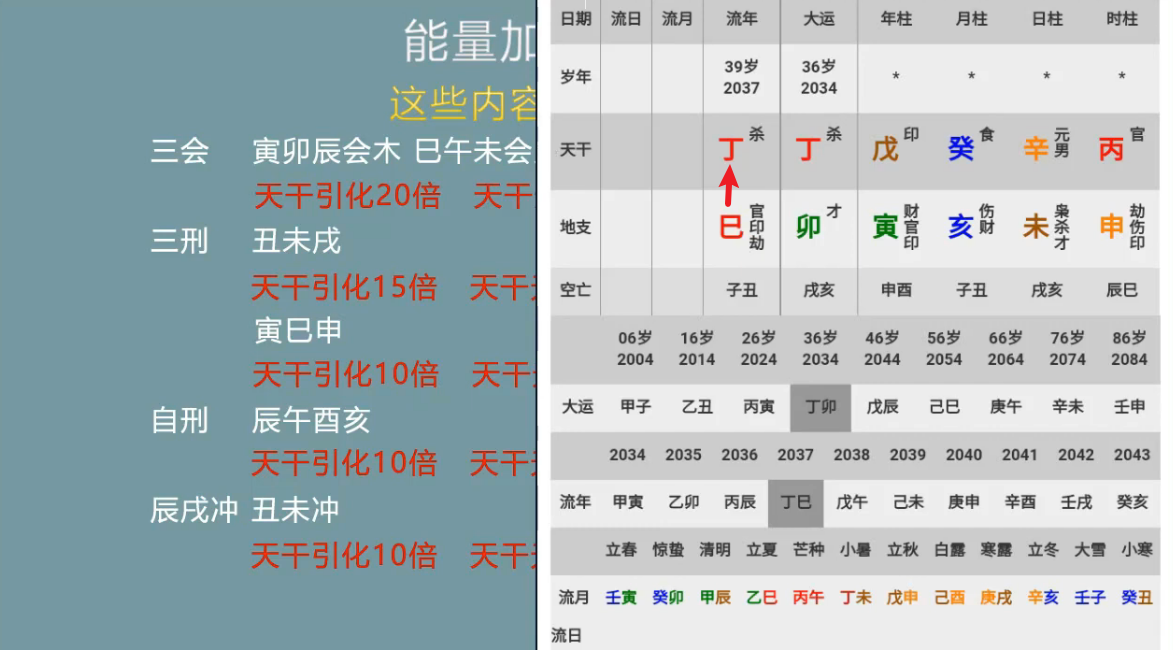 能量加
这些内容
三会 寅卯辰会木 巳午未会
天干引化20倍 天干
三刑 丑未戌
天干引化15倍 天干
寅巳申
天干引化10倍 天干
自刑 辰午酉亥
天干引化10倍 天干
辰戌冲 丑未冲
天干引化10倍 天干
日期 流日 流月 流年 大运 年柱 月柱 日柱 时柱
岁年 39岁 2037 36岁 2034 * * * *
天干 丁 杀 丁 杀 戊 印 癸 食 辛 元男 丙 官
地支 巳 官印劫 卯 才 寅 财官印 亥 伤财 未 枭杀才 申 劫伤印
空亡 子丑 戌亥 申酉 子丑 戌亥 辰巳
06岁 16岁 26岁 36岁 46岁 56岁 66岁 76岁 86岁
2004 2014 2024 2034 2044 2054 2064 2074 2084
大运 甲子 乙丑 丙寅 丁卯 戊辰 己巳 庚午 辛未 壬申
2034 2035 2036 2037 2038 2039 2040 2041 2042 2043
流年 甲寅 乙卯 丙辰 丁巳 戊午 己未 庚申 辛酉 壬戌 癸亥
立春 惊蛰 清明 立夏 芒种 小暑 立秋 白露 寒露 立冬 大雪 小寒
流月 壬寅 癸卯 甲辰 乙巳 丙午 丁未 戊申 己酉 庚戌 辛亥 壬子 癸丑
流日